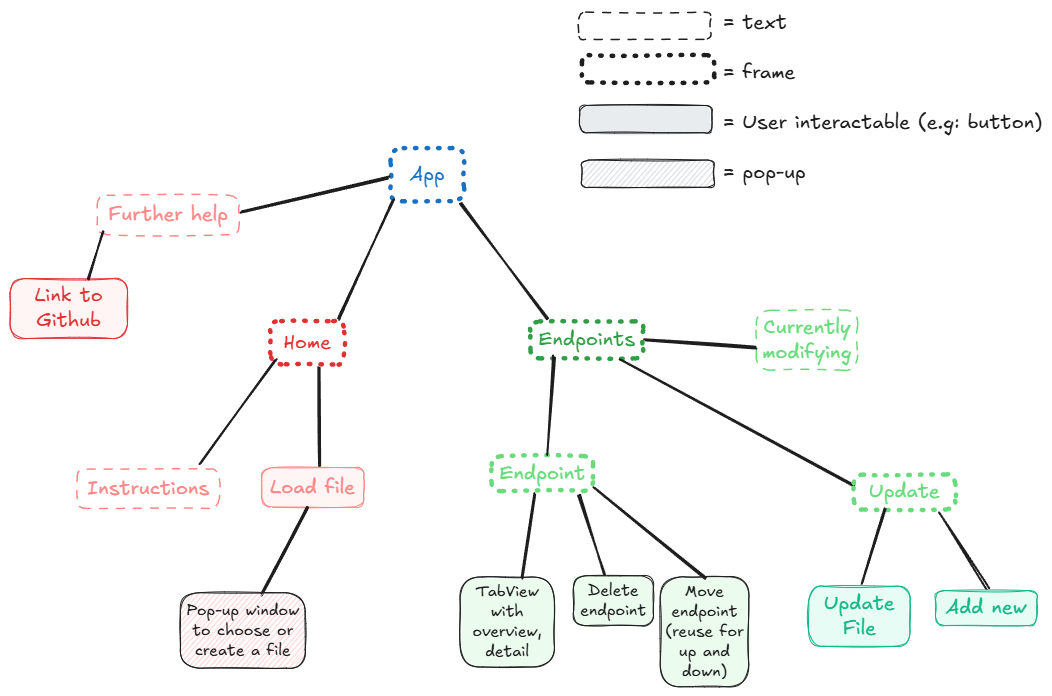 = text
= frame
= User interactable (e.g: button)
= pop-up
App
Further help
Link to
Github
Home
Endpoints
Currently
modifying
Instructions
Load file
Endpoint
Update
Pop-up window
to choose or
create a file
TabView
with
overview,
detail
Delete
endpoint
Move
endpoint
(reuse for
up and
down)
Update
File
Add new